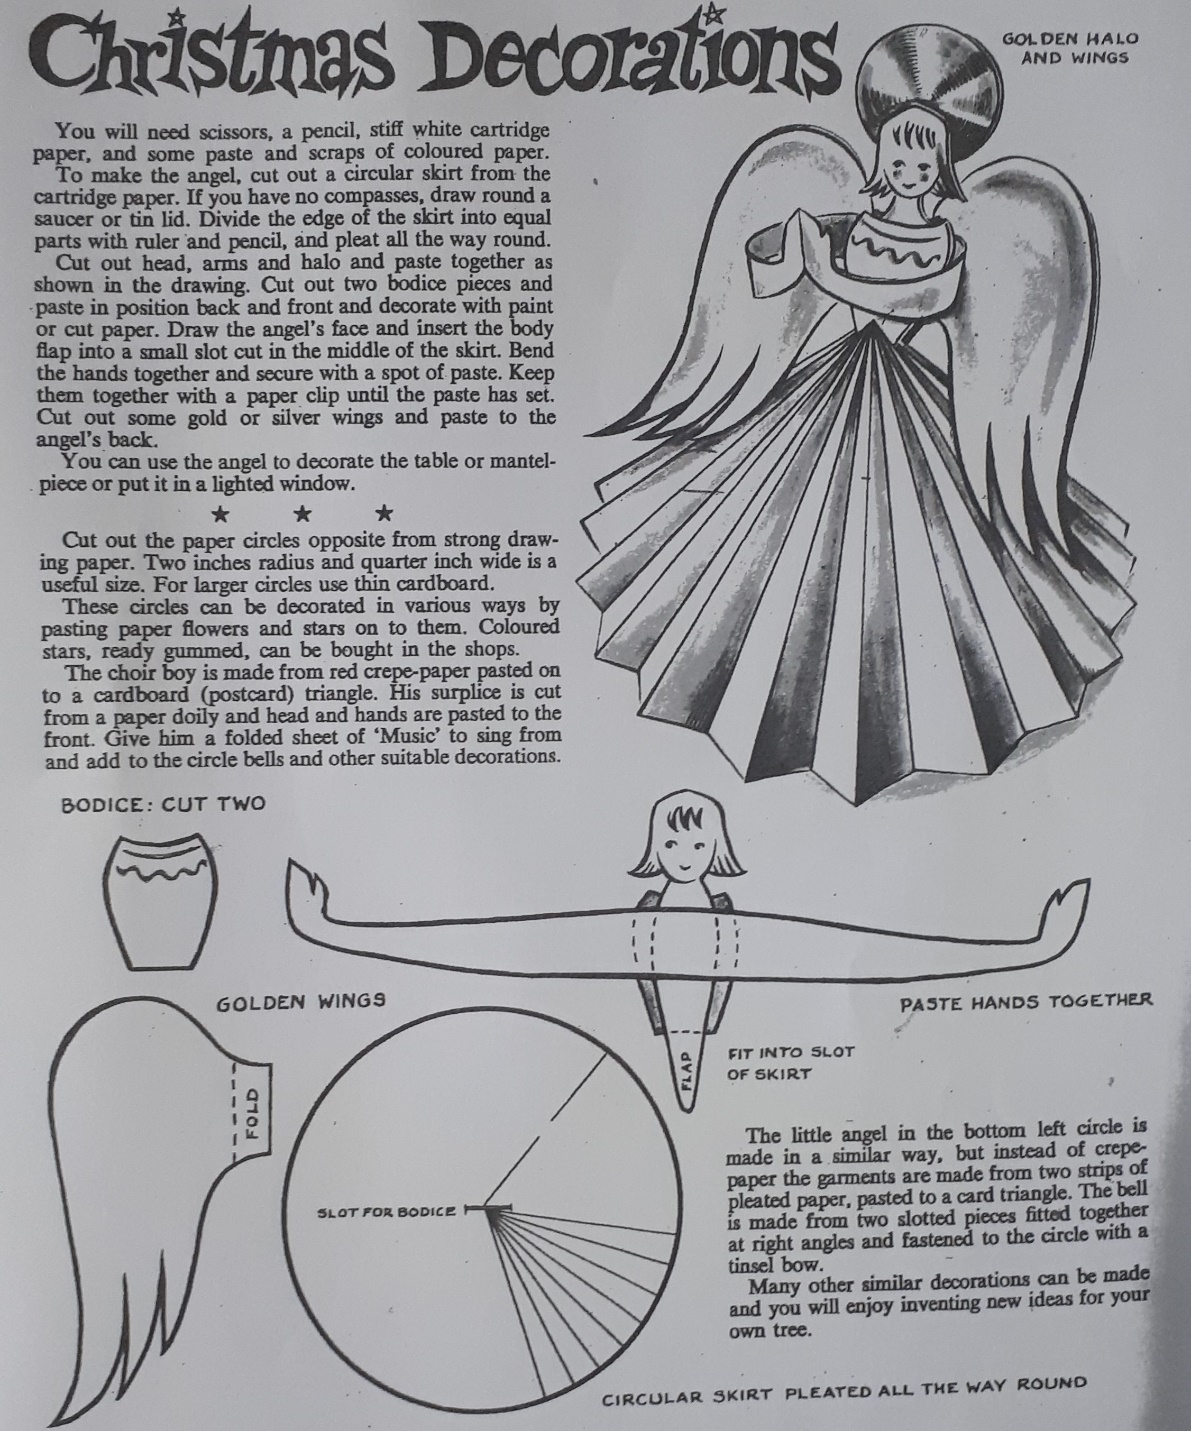 Christmas Decorations
GOLDEN HALO
AND WINGS
You will need scissors, a pencil, stiff white cartridge
paper, and some paste and scraps of coloured paper.
To make the angel, cut out a circular skirt from the
cartridge paper. If you have no compasses, draw round a
saucer or tin lid. Divide the edge of the skirt into equal
parts with ruler and pencil, and pleat all the way round.
Cut out head, arms and halo and paste together as
shown in the drawing. Cut out two bodice pieces and
paste in position back and front and decorate with paint
or cut paper. Draw the angel's face and insert the body
flap into a small slot cut in the middle of the skirt. Bend
the hands together and secure with a spot of paste. Keep
them together with a paper clip until the paste has set.
Cut out some gold or silver wings and paste to the
angel's back.
You can use the angel to decorate the table or mantel-
piece or put it in a lighted window.
★ ★ ★
Cut out the paper circles opposite from strong draw-
ing paper. Two inches radius and quarter inch wide is a
useful size. For larger circles use thin cardboard.
These circles can be decorated in various ways by
pasting paper flowers and stars on to them. Coloured
stars, ready gummed, can be bought in the shops.
The choir boy is made from red crepe-paper pasted on
to a cardboard (postcard) triangle. His surplice is cut
from a paper doily and head and hands are pasted to the
front. Give him a folded sheet of 'Music' to sing from
and add to the circle bells and other suitable decorations.
BODICE: CUT TWO
GOLDEN WINGS
PASTE HANDS TOGETHER
FLAP
FIT INTO SLOT
OF SKIRT
FOLD
SLOT FOR BODICE
The little angel in the bottom left circle is
made in a similar way, but instead of crepe-
paper the garments are made from two strips of
pleated paper, pasted to a card triangle. The bell
is made from two slotted pieces fitted together
at right angles and fastened to the circle with a
tinsel bow.
Many other similar decorations can be made
and you will enjoy inventing new ideas for your
own tree.
CIRCULAR SKIRT PLEATED ALL THE WAY ROUND